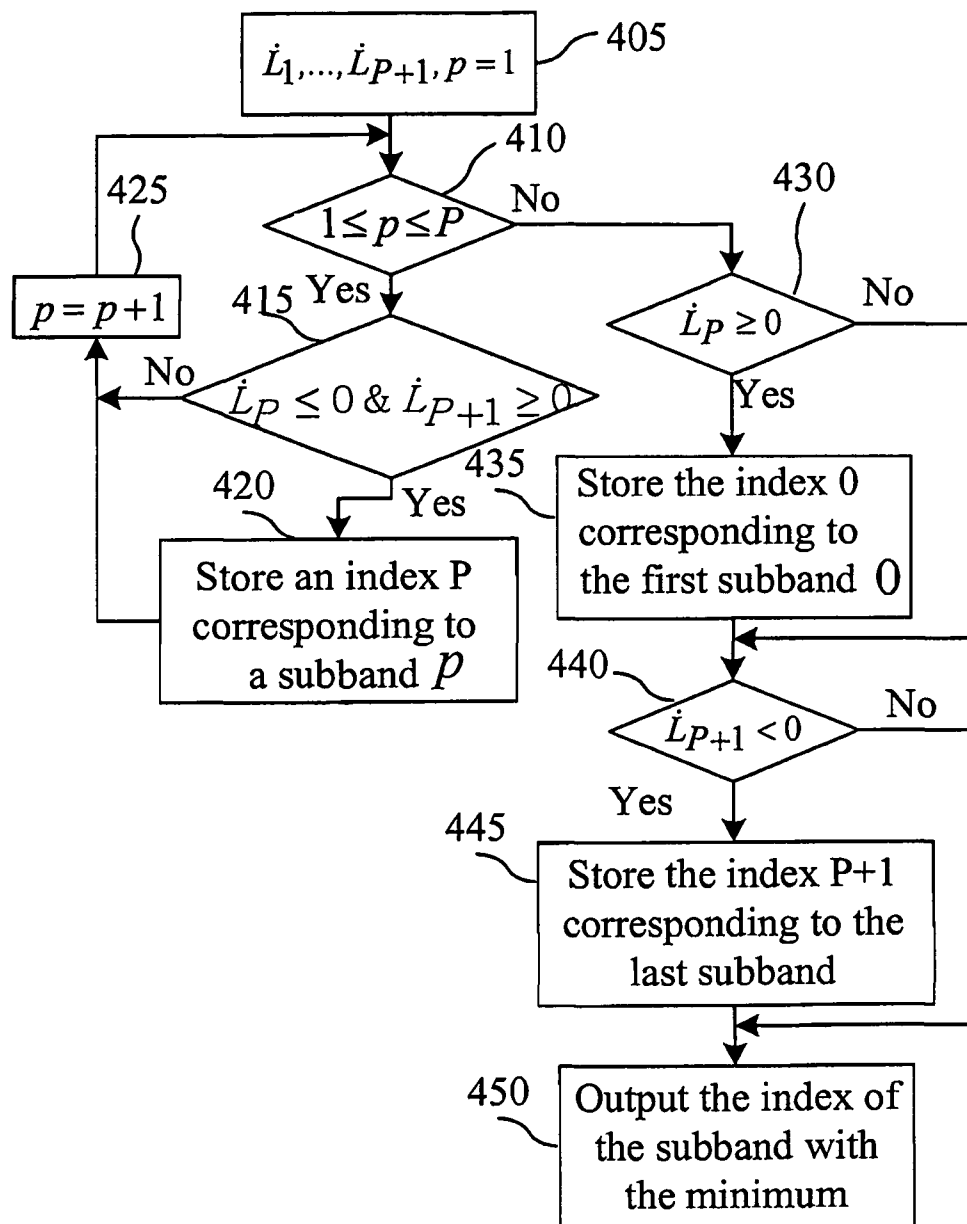 L̇1,...,L̇P+1, p = 1
405
410
1 ≤ p ≤ P
No
Yes
425
p = p+1
415
L̇P ≤ 0 & L̇P+1 ≥ 0
No
Yes
420
Store an index P
corresponding to
a subband p
430
L̇P ≥ 0
No
Yes
435
Store the index 0
corresponding to
the first subband 0
440
L̇P+1 < 0
No
Yes
445
Store the index P+1
corresponding to the
last subband
450
Output the index of
the subband with
the minimum